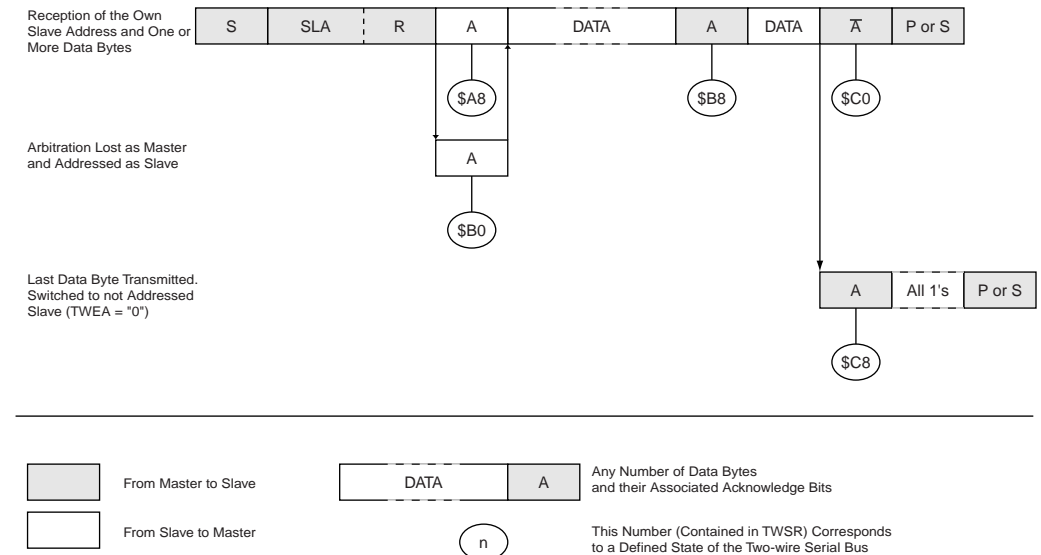 Reception of the Own
Slave Address and One or
More Data Bytes
S SLA R A DATA A DATA A̅ P or S
$A8 $B8 $C0
Arbitration Lost as Master
and Addressed as Slave
A
$B0
Last Data Byte Transmitted.
Switched to not Addressed
Slave (TWEA = "0")
A All 1's P or S
$C8
From Master to Slave
DATA A
Any Number of Data Bytes
and their Associated Acknowledge Bits
From Slave to Master
n
This Number (Contained in TWSR) Corresponds
to a Defined State of the Two-wire Serial Bus